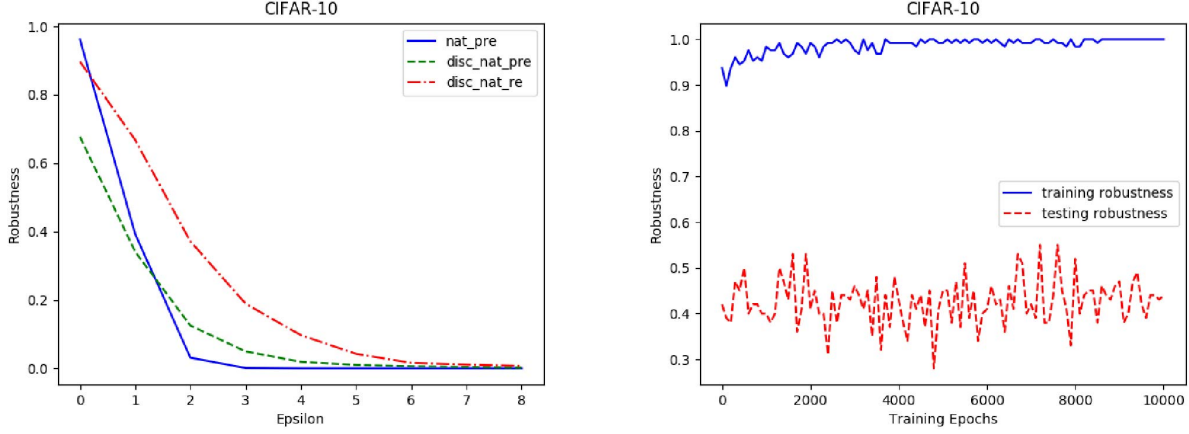 CIFAR-10
1.0
0.8
0.6
0.4
0.2
0.0
Robustness
nat_pre
disc_nat_pre
disc_nat_re
0 1 2 3 4 5 6 7 8
Epsilon
CIFAR-10
1.0
0.9
0.8
0.7
0.6
0.5
0.4
0.3
Robustness
training robustness
testing robustness
0 2000 4000 6000 8000 10000
Training Epochs